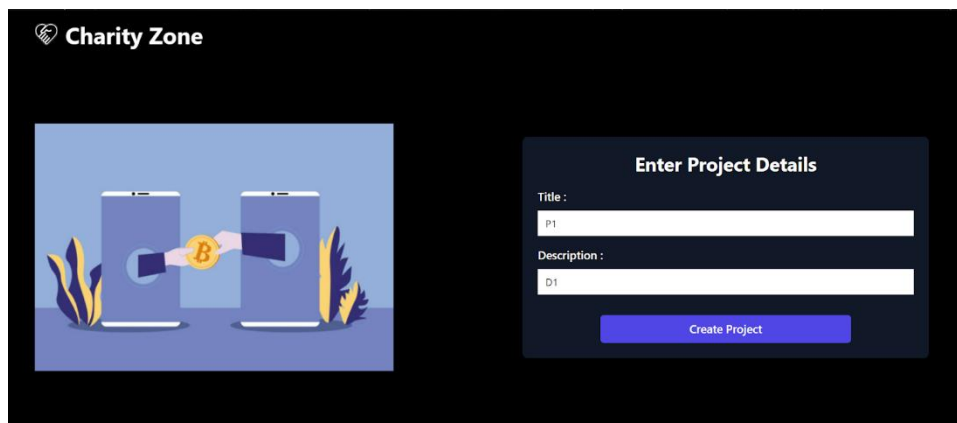 Charity Zone
Enter Project Details
Title :
P1
Description :
D1
Create Project